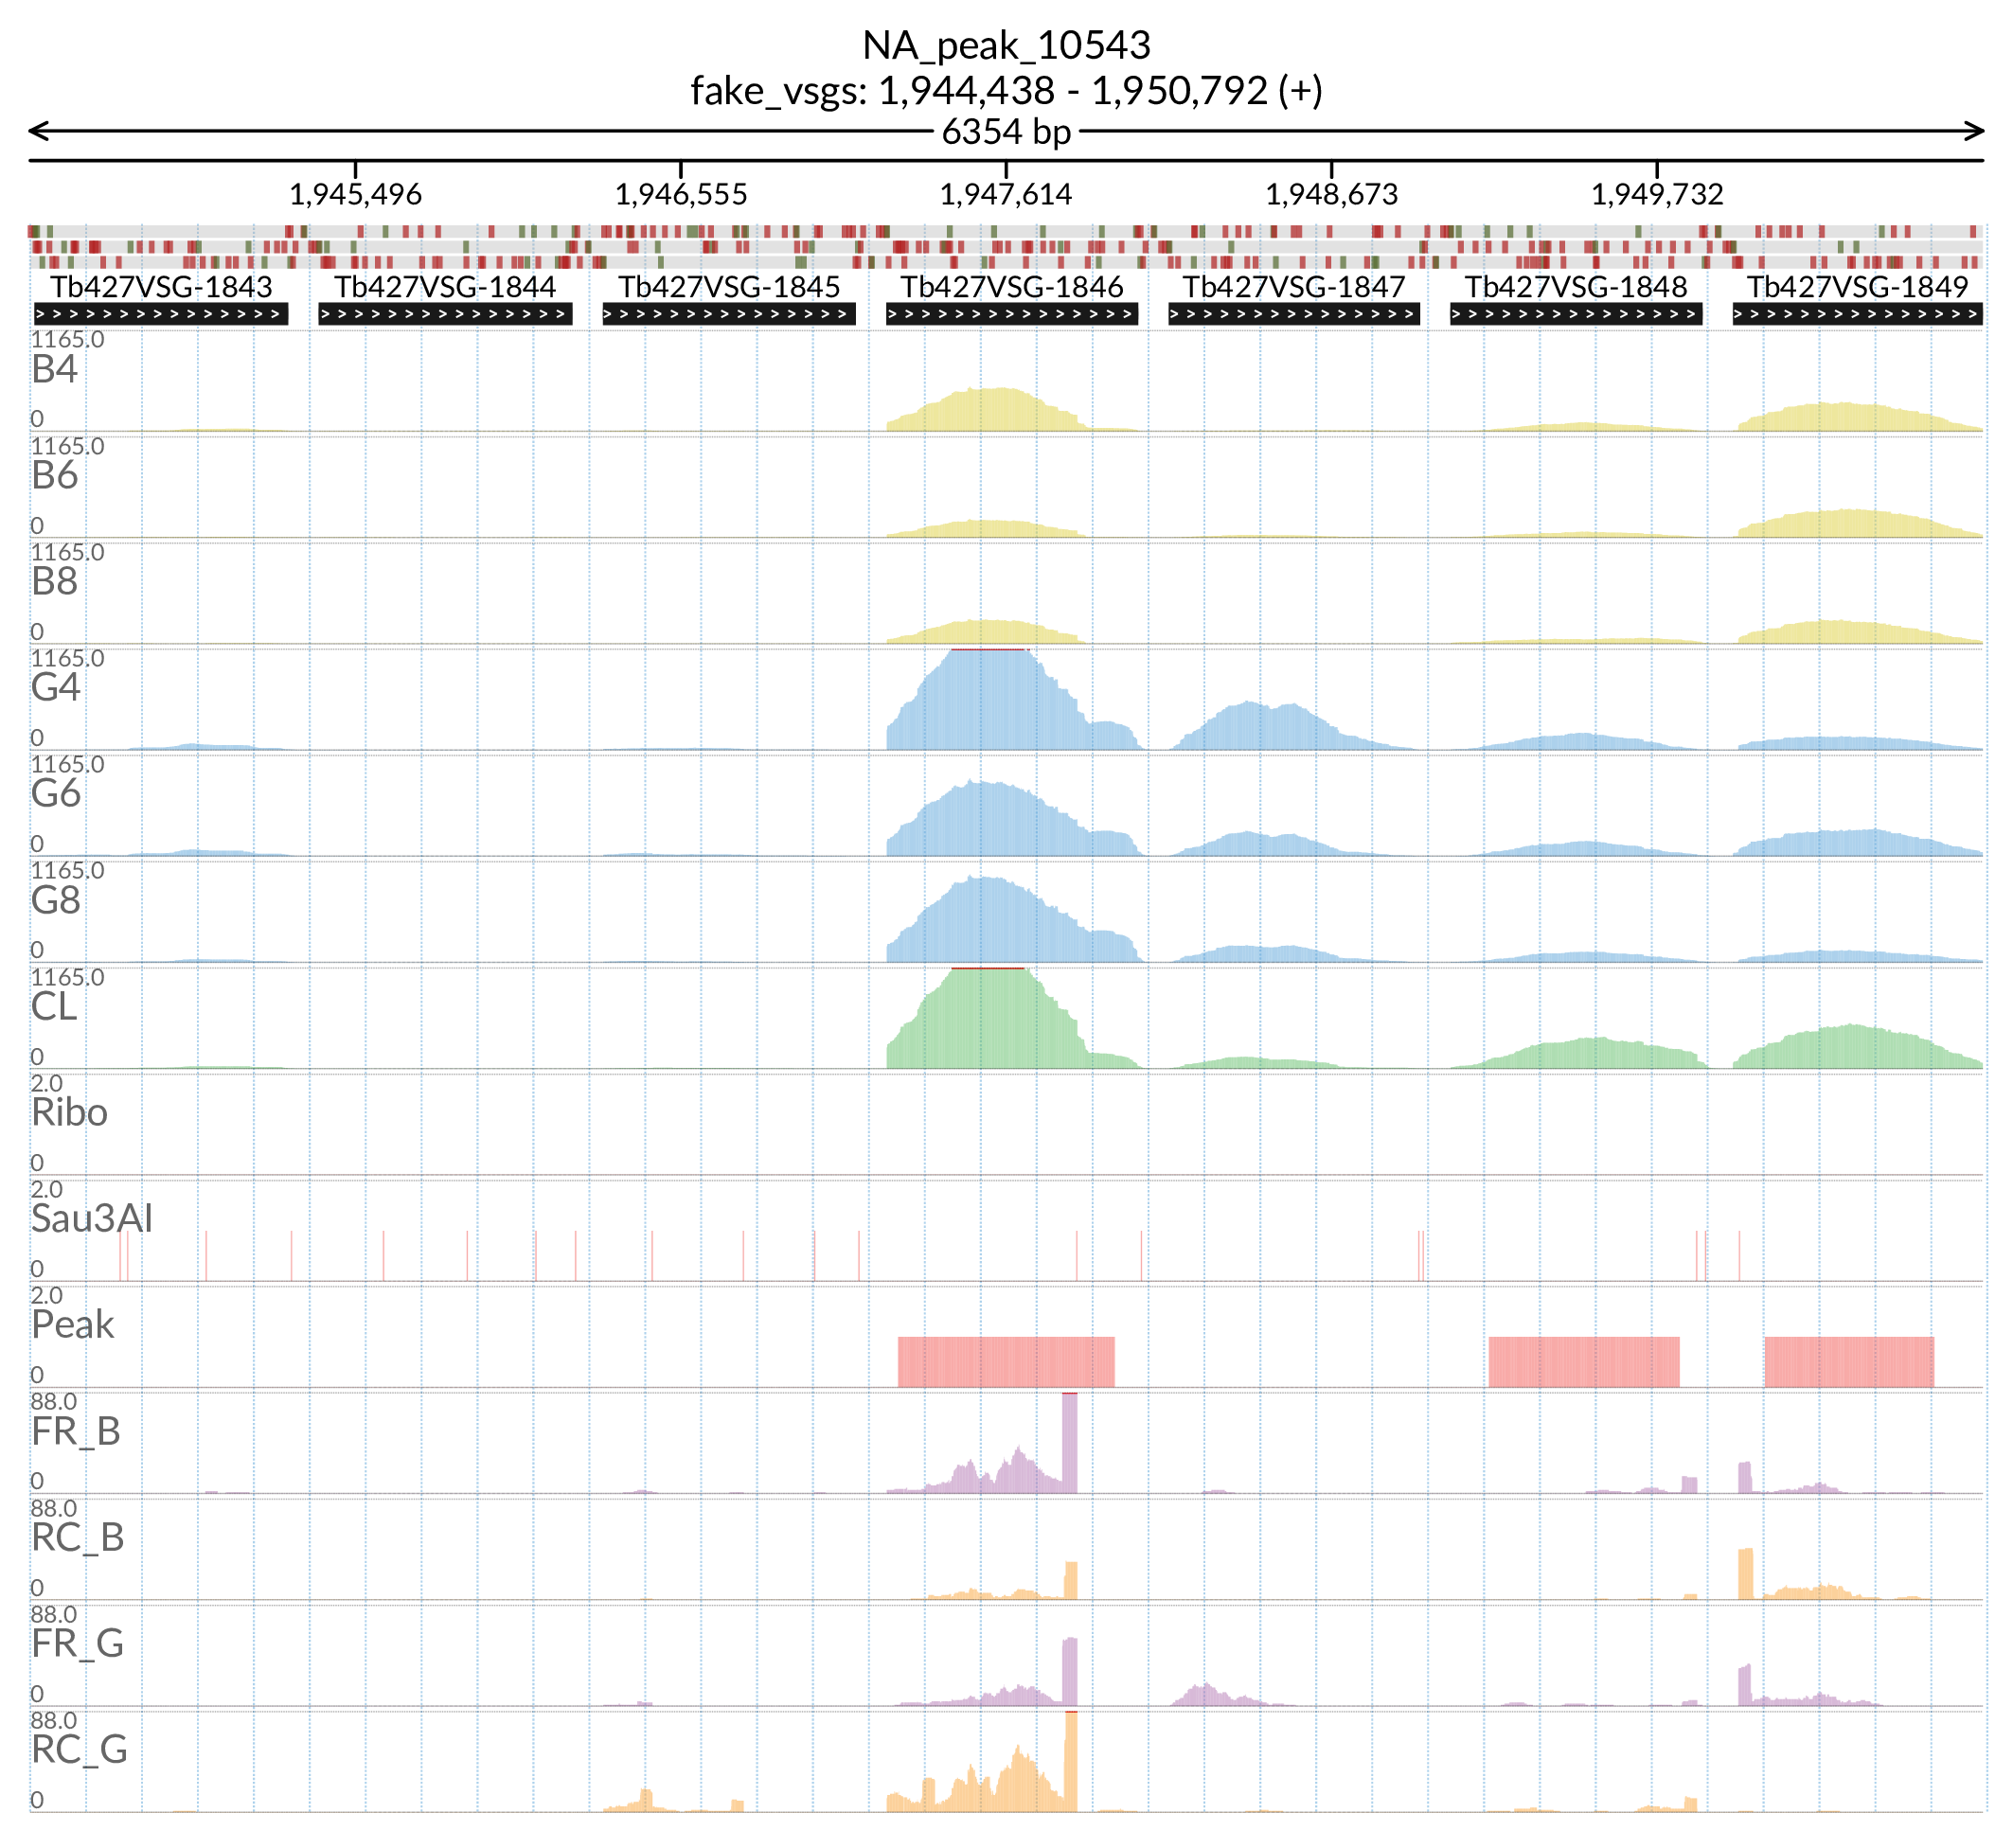 NA_peak_10543
fake_vsgs: 1,944,438 - 1,950,792 (+)
6354 bp
1,945,496 1,946,555 1,947,614 1,948,673 1,949,732
Tb427VSG-1843 Tb427VSG-1844 Tb427VSG-1845 Tb427VSG-1846 Tb427VSG-1847 Tb427VSG-1848 Tb427VSG-1849
1165.0
B4
0
1165.0
B6
0
1165.0
B8
0
1165.0
G4
0
1165.0
G6
0
1165.0
G8
0
1165.0
CL
0
2.0
Ribo
0
2.0
Sau3AI
0
2.0
Peak
0
88.0
FR_B
0
88.0
RC_B
0
88.0
FR_G
0
88.0
RC_G
0